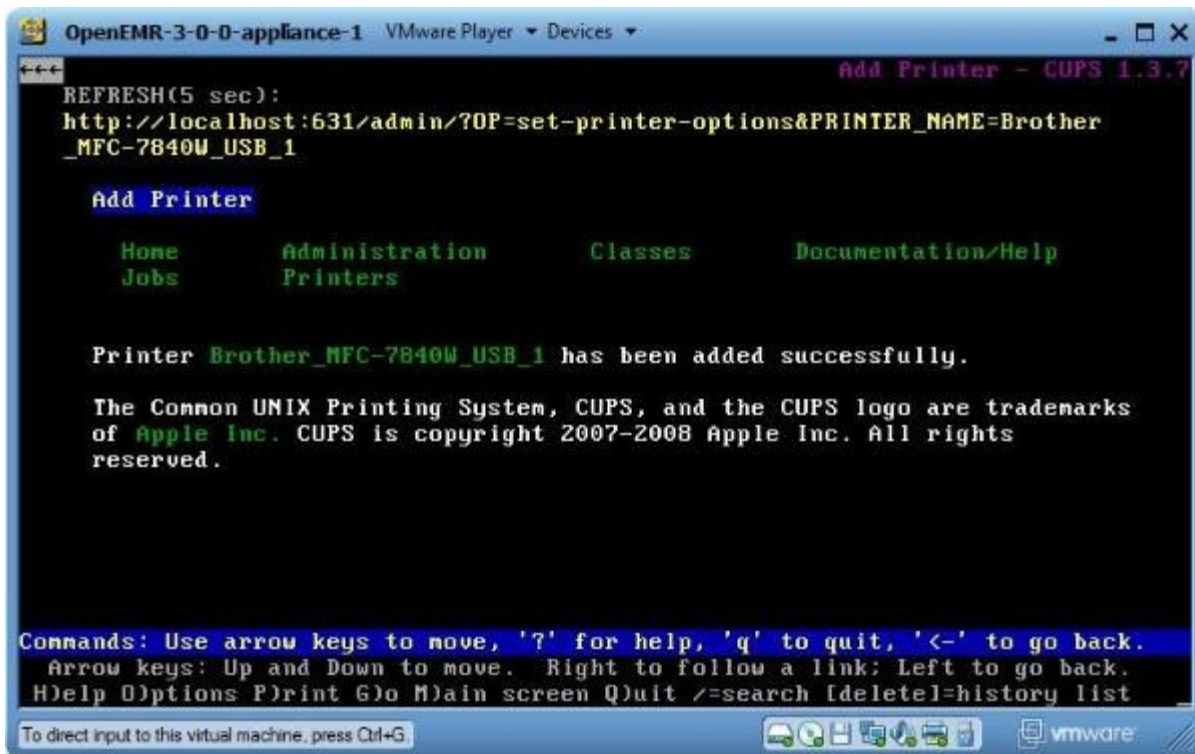 OpenEMR-3-0-0-appliance-1 VMware Player Devices
←←← Add Printer - CUPS 1.3.7
REFRESH(5 sec):
http://localhost:631/admin/?OP=set-printer-options&PRINTER_NAME=Brother
_MFC-7840W_USB_1
Add Printer
Home Administration Classes Documentation/Help
Jobs Printers
Printer Brother_MFC-7840W_USB_1 has been added successfully.
The Common UNIX Printing System, CUPS, and the CUPS logo are trademarks
of Apple Inc. CUPS is copyright 2007-2008 Apple Inc. All rights
reserved.
Commands: Use arrow keys to move, '?' for help, 'q' to quit, '<-' to go back.
Arrow keys: Up and Down to move. Right to follow a link; Left to go back.
H)elp O)ptions P)rint G)o M)ain screen Q)uit /=search [delete]=history list
To direct input to this virtual machine, press Ctrl+G. vmware